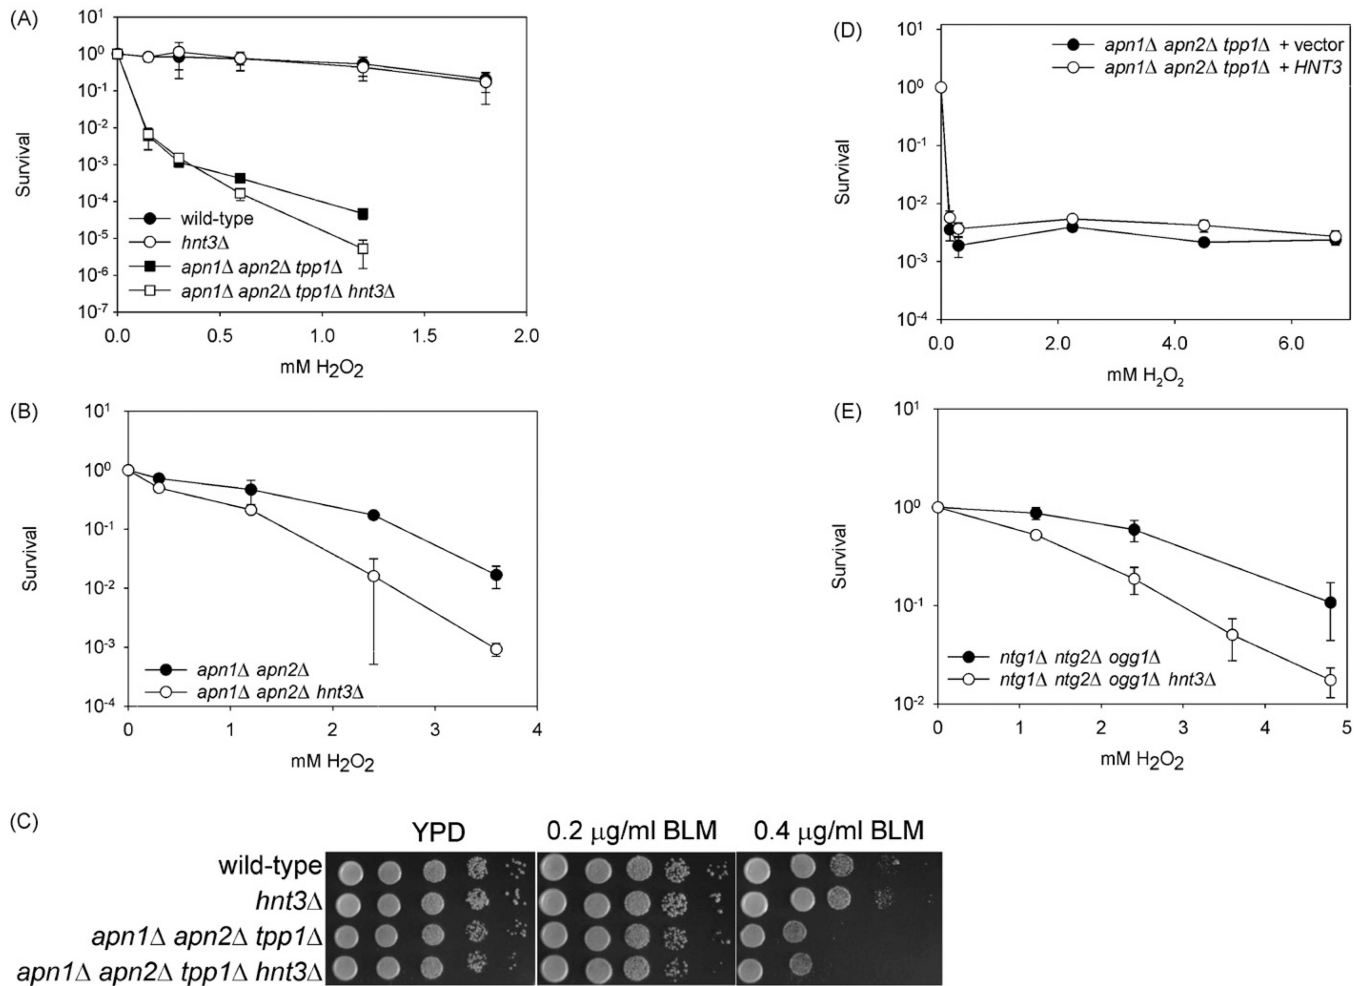 (A)
10¹
10⁰
10⁻¹
10⁻²
10⁻³
10⁻⁴
10⁻⁵
10⁻⁶
10⁻⁷
Survival
wild-type
hnt3Δ
apn1Δ apn2Δ tpp1Δ
apn1Δ apn2Δ tpp1Δ hnt3Δ
0.0 0.5 1.0 1.5 2.0
mM H₂O₂
(D)
10¹
10⁰
10⁻¹
10⁻²
10⁻³
10⁻⁴
Survival
apn1Δ apn2Δ tpp1Δ + vector
apn1Δ apn2Δ tpp1Δ + HNT3
0.0 2.0 4.0 6.0
mM H₂O₂
(B)
10¹
10⁰
10⁻¹
10⁻²
10⁻³
10⁻⁴
Survival
apn1Δ apn2Δ
apn1Δ apn2Δ hnt3Δ
0 1 2 3 4
mM H₂O₂
(E)
10¹
10⁰
10⁻¹
10⁻²
Survival
ntg1Δ ntg2Δ ogg1Δ
ntg1Δ ntg2Δ ogg1Δ hnt3Δ
0 1 2 3 4 5
mM H₂O₂
(C)
YPD 0.2 μg/ml BLM 0.4 μg/ml BLM
wild-type
hnt3Δ
apn1Δ apn2Δ tpp1Δ
apn1Δ apn2Δ tpp1Δ hnt3Δ